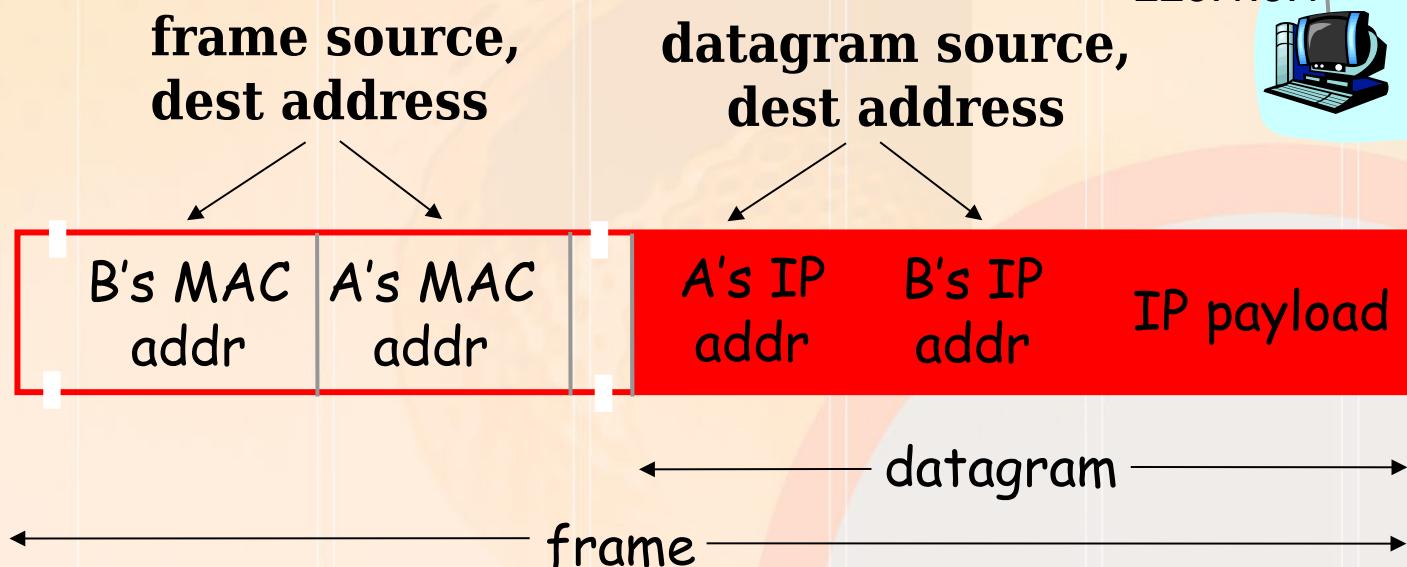 frame source,
dest address
datagram source,
dest address
B's MAC
addr
A's MAC
addr
A's IP
addr
B's IP
addr
IP payload
datagram
frame